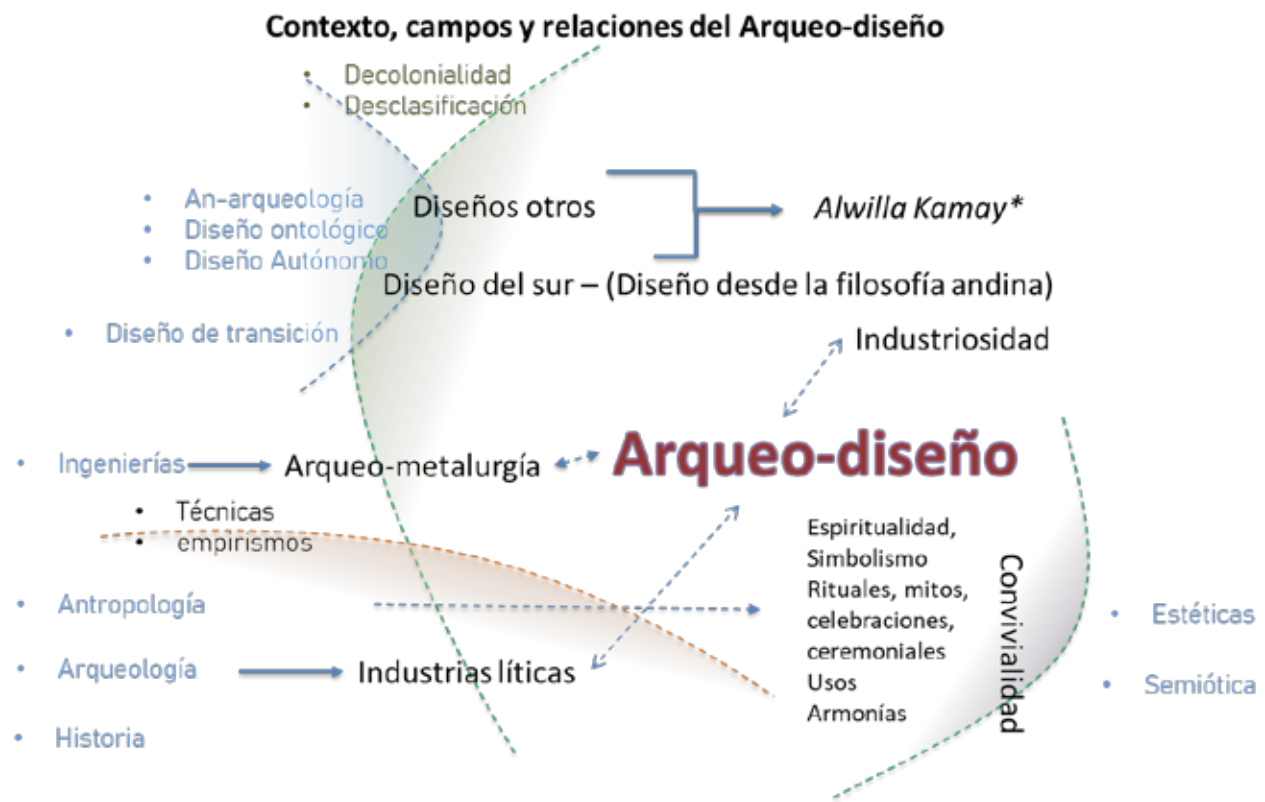 Contexto, campos y relaciones del Arqueo-diseño
• Decolonialidad
• Desclasificación
• An-arqueología
• Diseño ontológico
• Diseño Autónomo
Diseños otros
Alwilla Kamay*
Diseño del sur – (Diseño desde la filosofía andina)
• Diseño de transición
Industriosidad
• Ingenierías
Arqueo-metalurgía
Arqueo-diseño
• Técnicas
• empirismos
Espiritualidad,
Simbolismo
Rituales, mitos,
celebraciones,
ceremoniales
Usos
Armonías
Convivialidad
• Antropología
• Arqueología
Industrias líticas
• Historia
• Estéticas
• Semiótica